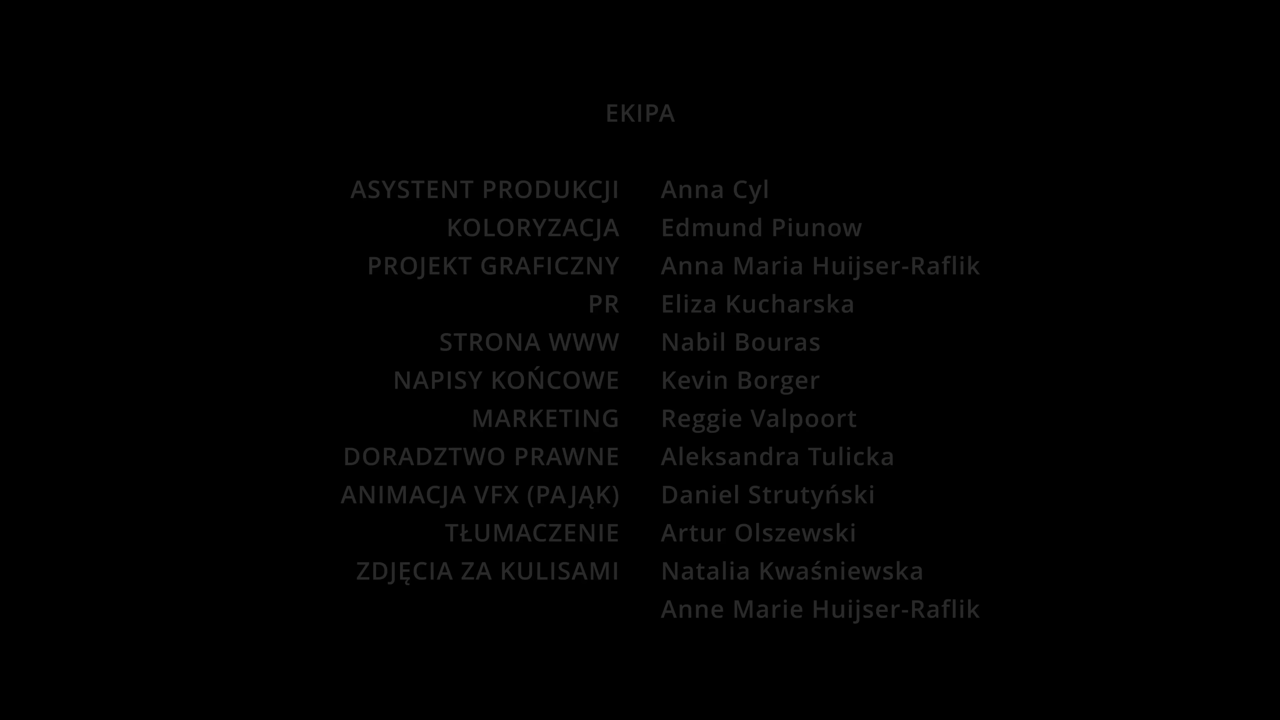 EKIPA
ASYSTENT PRODUKCJI Anna Cyl
KOLORYZACJA Edmund Piunow
PROJEKT GRAFICZNY Anna Maria Huijser-Raflik
PR Eliza Kucharska
STRONA WWW Nabil Bouras
NAPISY KOŃCOWE Kevin Borger
MARKETING Reggie Valpoort
DORADZTWO PRAWNE Aleksandra Tulicka
ANIMACJA VFX (PAJĄK) Daniel Strutyński
TŁUMACZENIE Artur Olszewski
ZDJĘCIA ZA KULISAMI Natalia Kwaśniewska
Anne Marie Huijser-Raflik